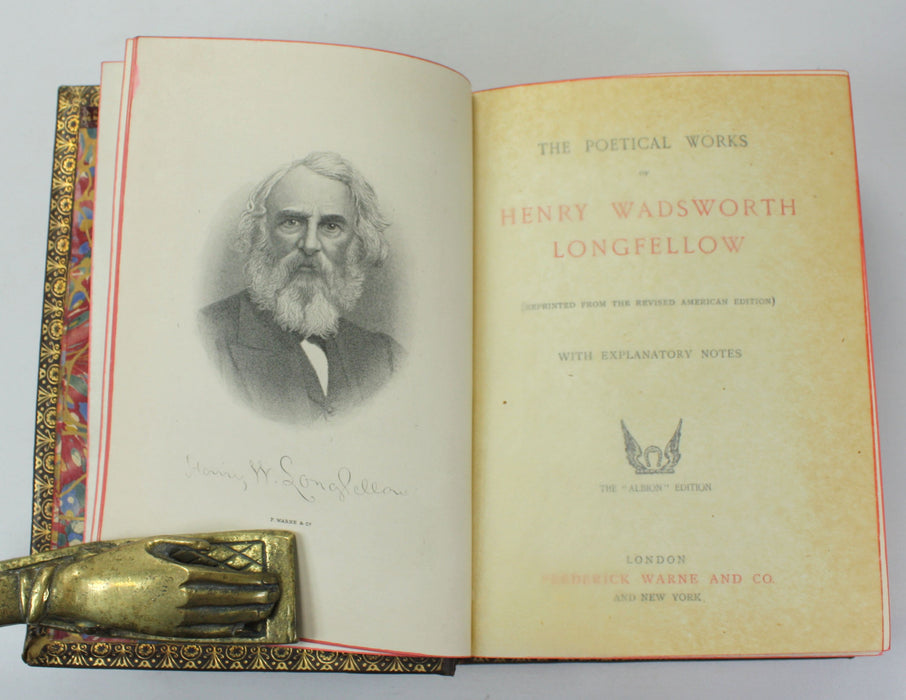 Henry W. Longfellow
F. WARNE & Co
THE POETICAL WORKS
OF
HENRY WADSWORTH
LONGFELLOW
(REPRINTED FROM THE REVISED AMERICAN EDITION)
WITH EXPLANATORY NOTES
THE "ALBION" EDITION
LONDON
FREDERICK WARNE AND CO.
AND NEW YORK.